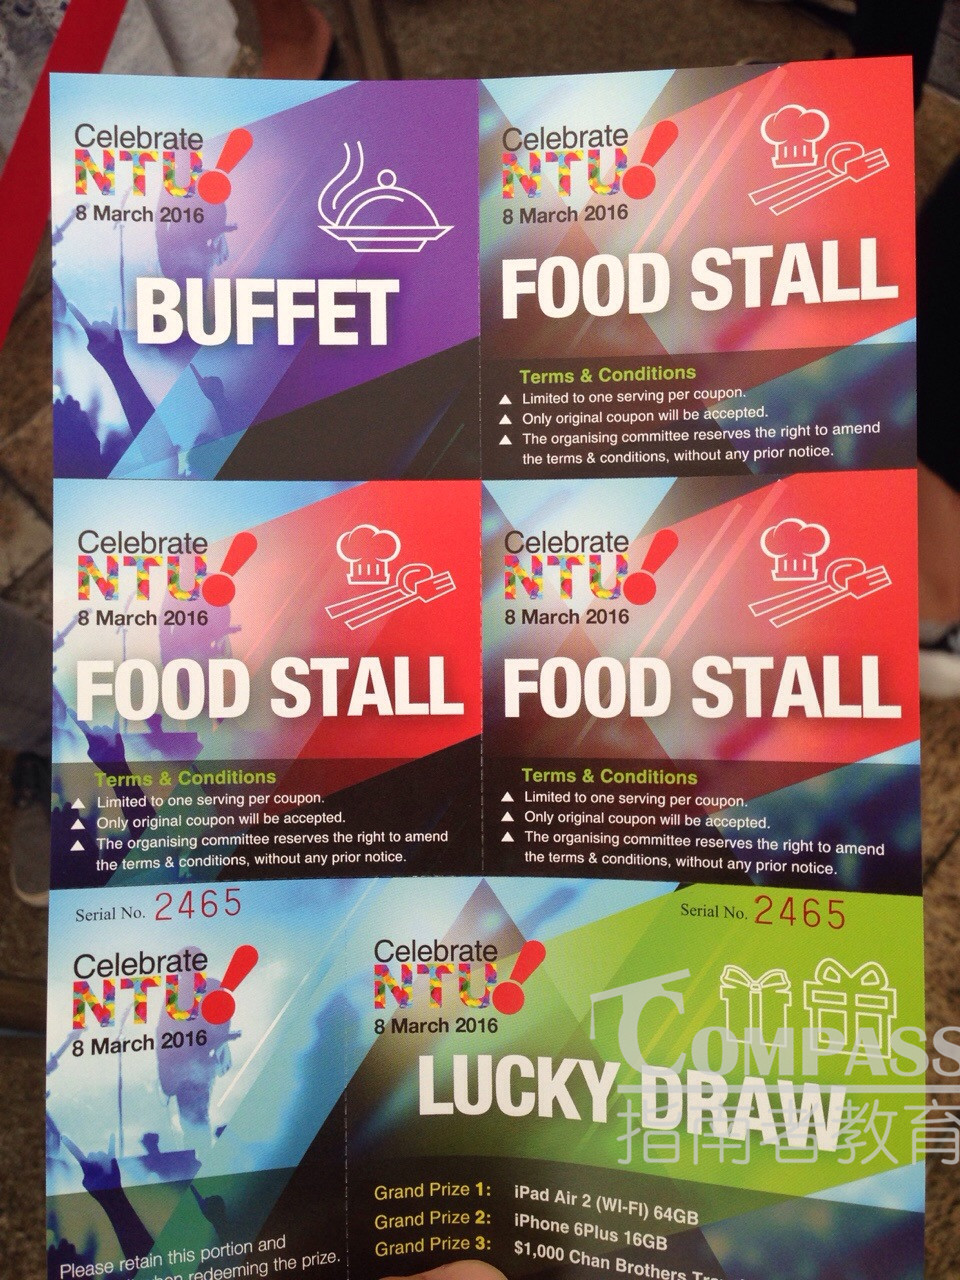 Celebrate
NTU!
8 March 2016
BUFFET
Celebrate
NTU!
8 March 2016
FOOD STALL
Terms & Conditions
Limited to one serving per coupon.
Only original coupon will be accepted.
The organising committee reserves the right to amend
the terms & conditions, without any prior notice.
Celebrate
NTU!
8 March 2016
FOOD STALL
Terms & Conditions
Limited to one serving per coupon.
Only original coupon will be accepted.
The organising committee reserves the right to amend
the terms & conditions, without any prior notice.
Celebrate
NTU!
8 March 2016
FOOD STALL
Terms & Conditions
Limited to one serving per coupon.
Only original coupon will be accepted.
The organising committee reserves the right to amend
the terms & conditions, without any prior notice.
Serial No. 2465
Celebrate
NTU!
8 March 2016
Please retain this portion and
redeeming the prize.
Serial No. 2465
Celebrate
NTU!
8 March 2016
LUCKY DRAW
Grand Prize 1: iPad Air 2 (WI-FI) 64GB
Grand Prize 2: iPhone 6Plus 16GB
Grand Prize 3: $1,000 Chan Brothers
COMPASS
指南者教育